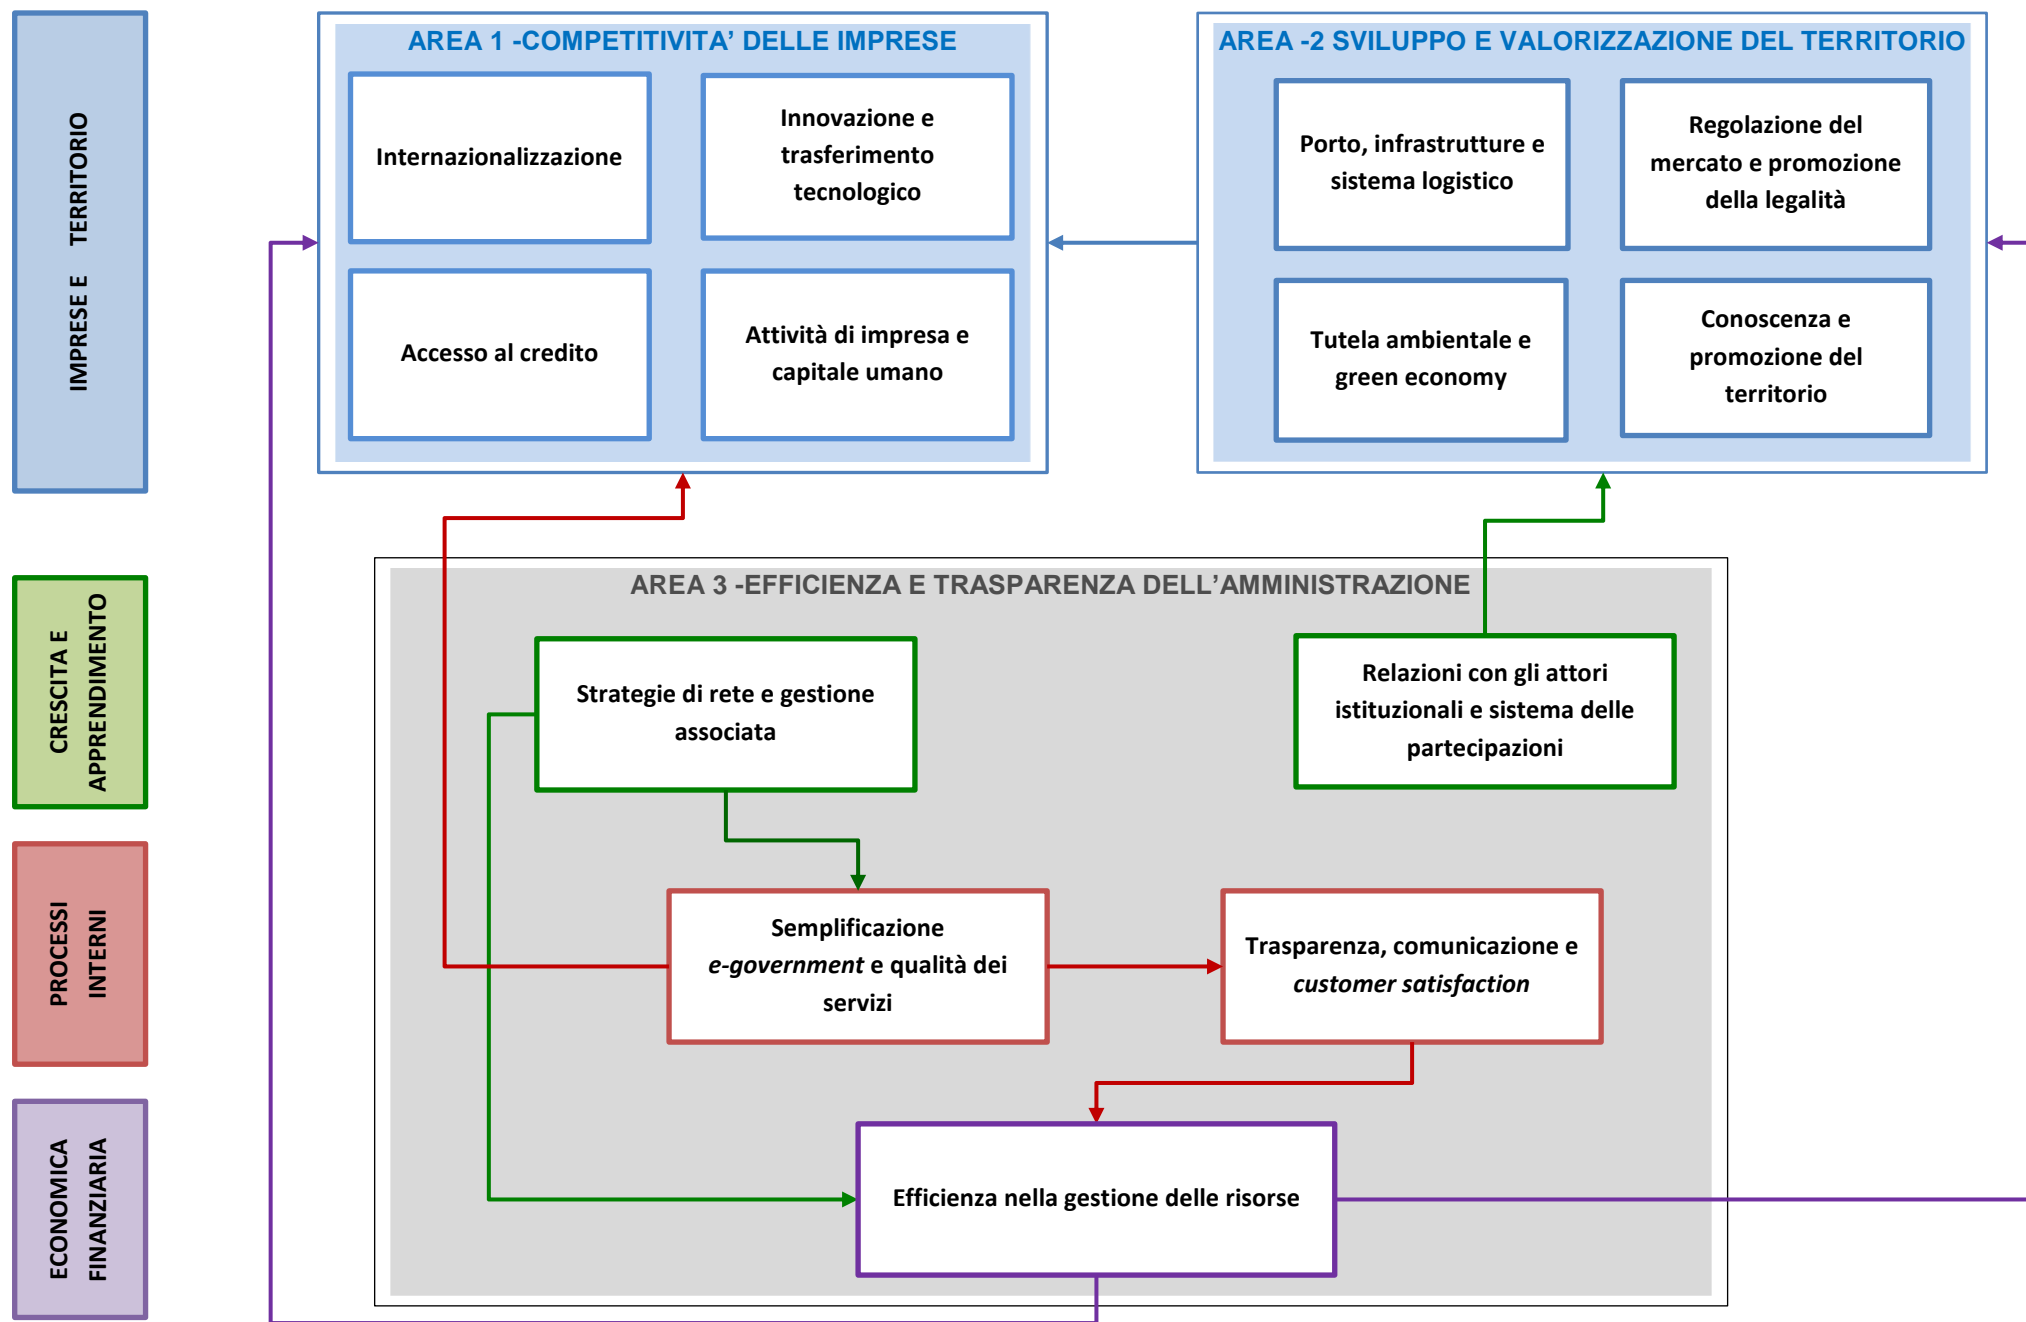 IMPRESE E TERRITORIO
AREA 1 -COMPETITIVITA’ DELLE IMPRESE
Internazionalizzazione
Innovazione e
trasferimento
tecnologico
Accesso al credito
Attività di impresa e
capitale umano
AREA -2 SVILUPPO E VALORIZZAZIONE DEL TERRITORIO
Porto, infrastrutture e
sistema logistico
Regolazione del
mercato e promozione
della legalità
Tutela ambientale e
green economy
Conoscenza e
promozione del
territorio
CRESCITA E
APPRENDIMENTO
AREA 3 -EFFICIENZA E TRASPARENZA DELL’AMMINISTRAZIONE
Strategie di rete e gestione
associata
Relazioni con gli attori
istituzionali e sistema delle
partecipazioni
PROCESSI
INTERNI
Semplificazione
e-government e qualità dei
servizi
Trasparenza, comunicazione e
customer satisfaction
ECONOMICA
FINANZIARIA
Efficienza nella gestione delle risorse